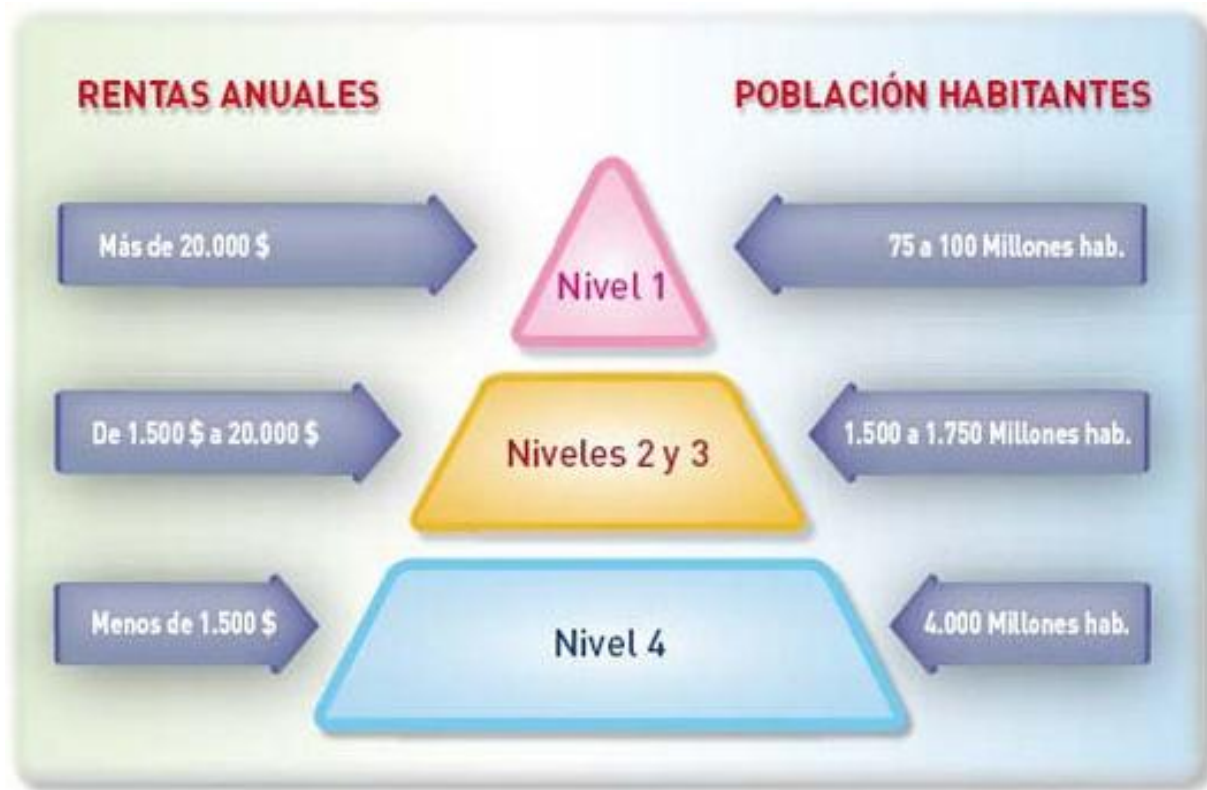 RENTAS ANUALES
POBLACIÓN HABITANTES
Más de 20.000 $
Nivel 1
75 a 100 Millones hab.
De 1.500 $ a 20.000 $
Niveles 2 y 3
1.500 a 1.750 Millones hab.
Menos de 1.500 $
Nivel 4
4.000 Millones hab.